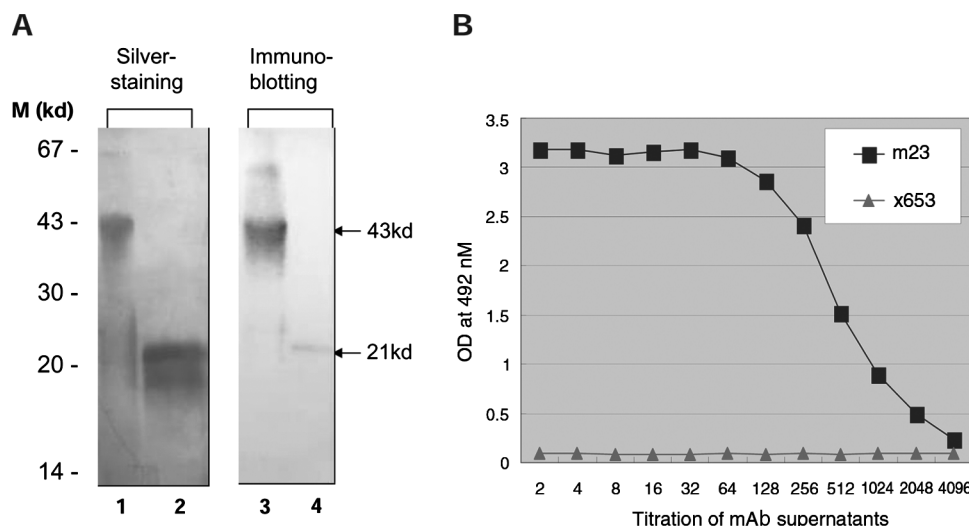 A
Silver-
staining
Immuno-
blotting
M (kd)
67 -
43 -
30 -
20 -
14 -
43kd
21kd
1 2 3 4
B
OD at 492 nM
3.5
3
2.5
2
1.5
1
0.5
0
m23
x653
2 4 8 16 32 64 128 256 512 1024 2048 4096
Titration of mAb supernatants